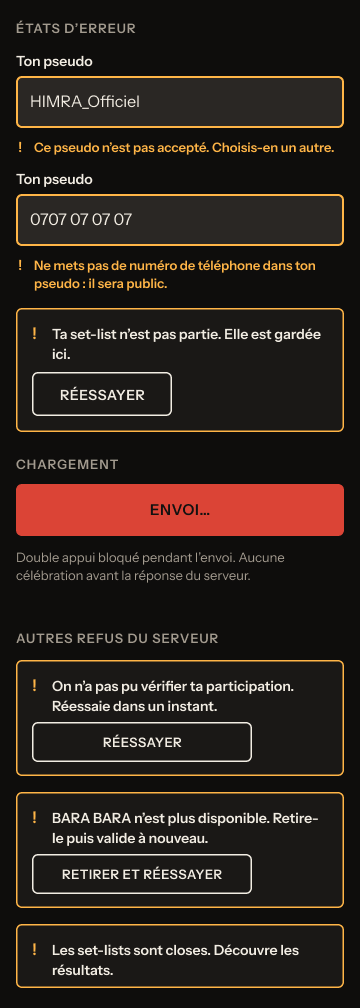 ÉTATS D’ERREUR
Ton pseudo
HIMRA_Officiel
! Ce pseudo n’est pas accepté. Choisis-en un autre.
Ton pseudo
0707 07 07 07
! Ne mets pas de numéro de téléphone dans ton
pseudo : il sera public.
! Ta set-list n’est pas partie. Elle est gardée
ici.
RÉESSAYER
CHARGEMENT
ENVOI…
Double appui bloqué pendant l’envoi. Aucune
célébration avant la réponse du serveur.
AUTRES REFUS DU SERVEUR
! On n’a pas pu vérifier ta participation.
Réessaie dans un instant.
RÉESSAYER
! BARA BARA n’est plus disponible. Retire-
le puis valide à nouveau.
RETIRER ET RÉESSAYER
! Les set-lists sont closes. Découvre les
résultats.